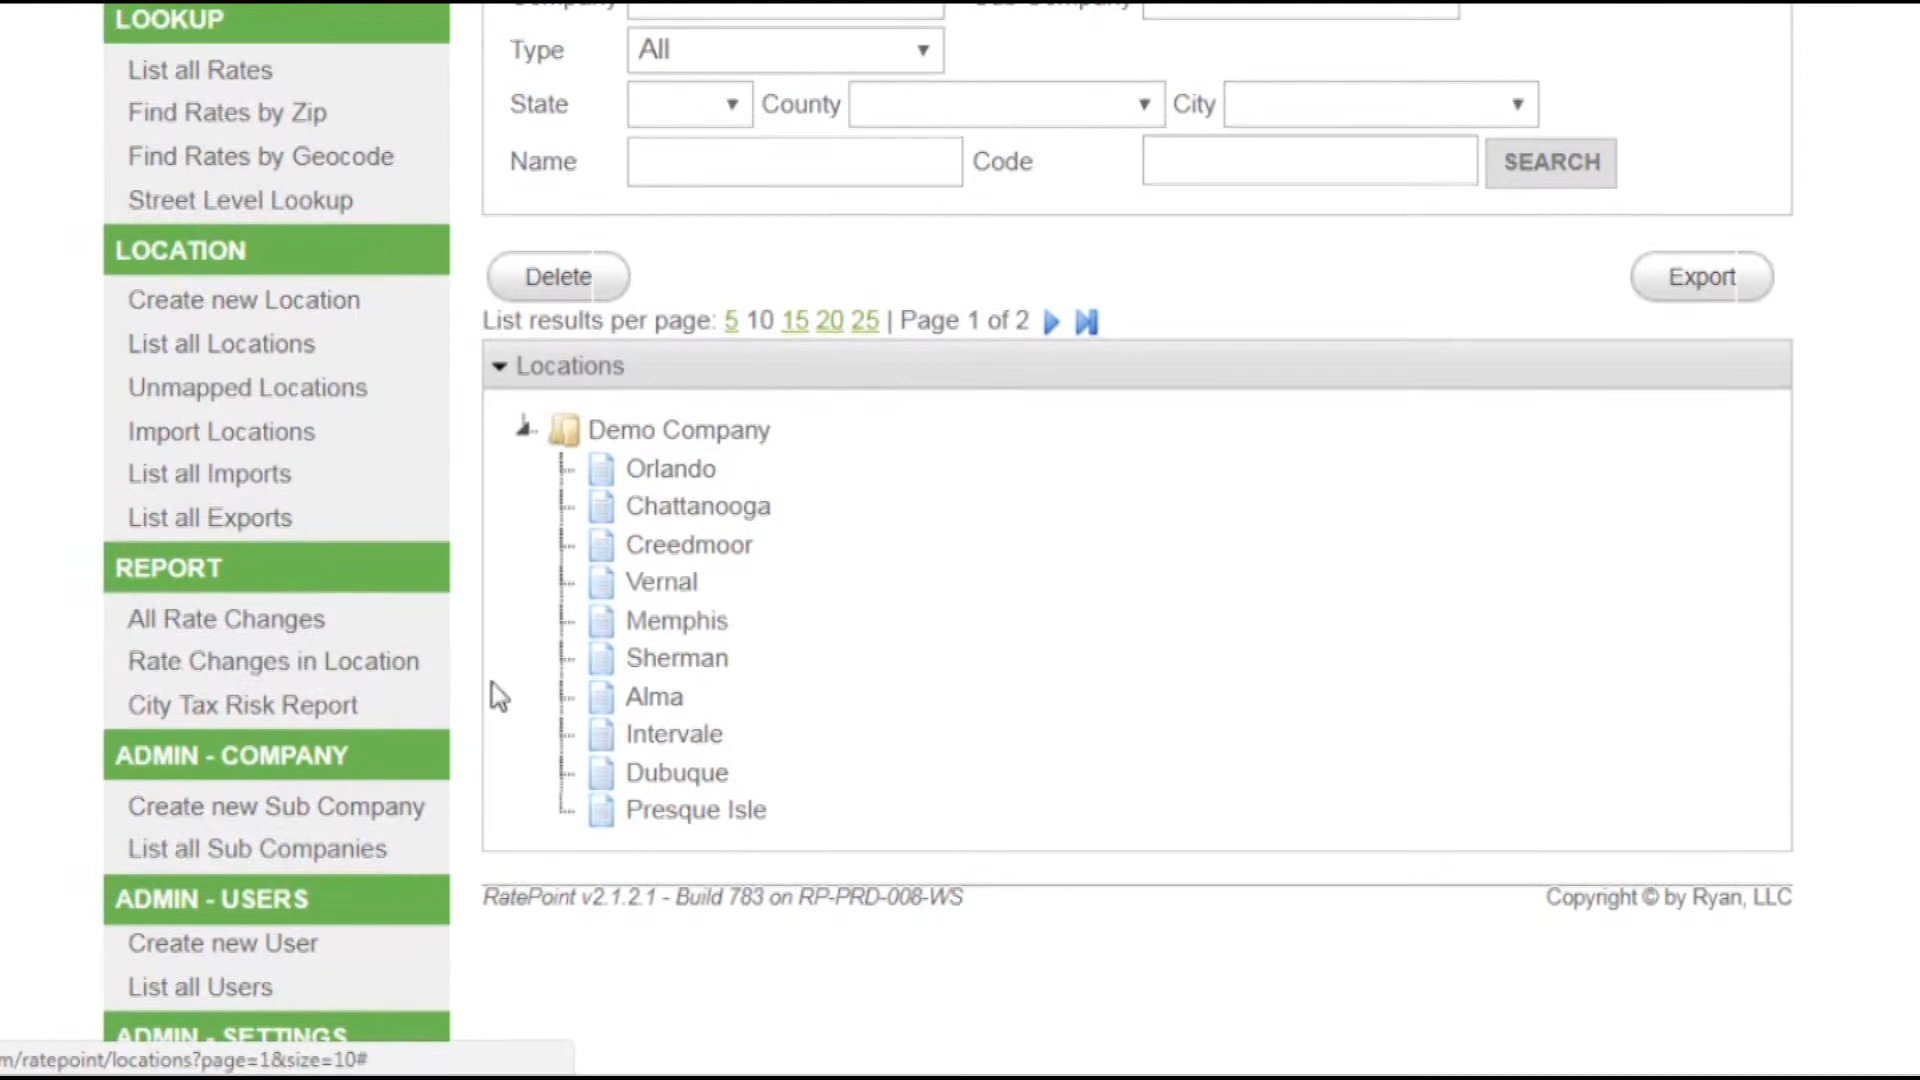 LOOKUP
List all Rates
Find Rates by Zip
Find Rates by Geocode
Street Level Lookup
LOCATION
Create new Location
List all Locations
Unmapped Locations
Import Locations
List all Imports
List all Exports
REPORT
All Rate Changes
Rate Changes in Location
City Tax Risk Report
ADMIN - COMPANY
Create new Sub Company
List all Sub Companies
ADMIN - USERS
Create new User
List all Users
ADMIN - SETTINGS
Type All
State County City
Name Code SEARCH
Delete Export
List results per page: 5 10 15 20 25 | Page 1 of 2
Locations
Demo Company
Orlando
Chattanooga
Creedmoor
Vernal
Memphis
Sherman
Alma
Intervale
Dubuque
Presque Isle
RatePoint v2.1.2.1 - Build 783 on RP-PRD-008-WS Copyright © by Ryan, LLC
m/ratepoint/locations?page=1&size=10#